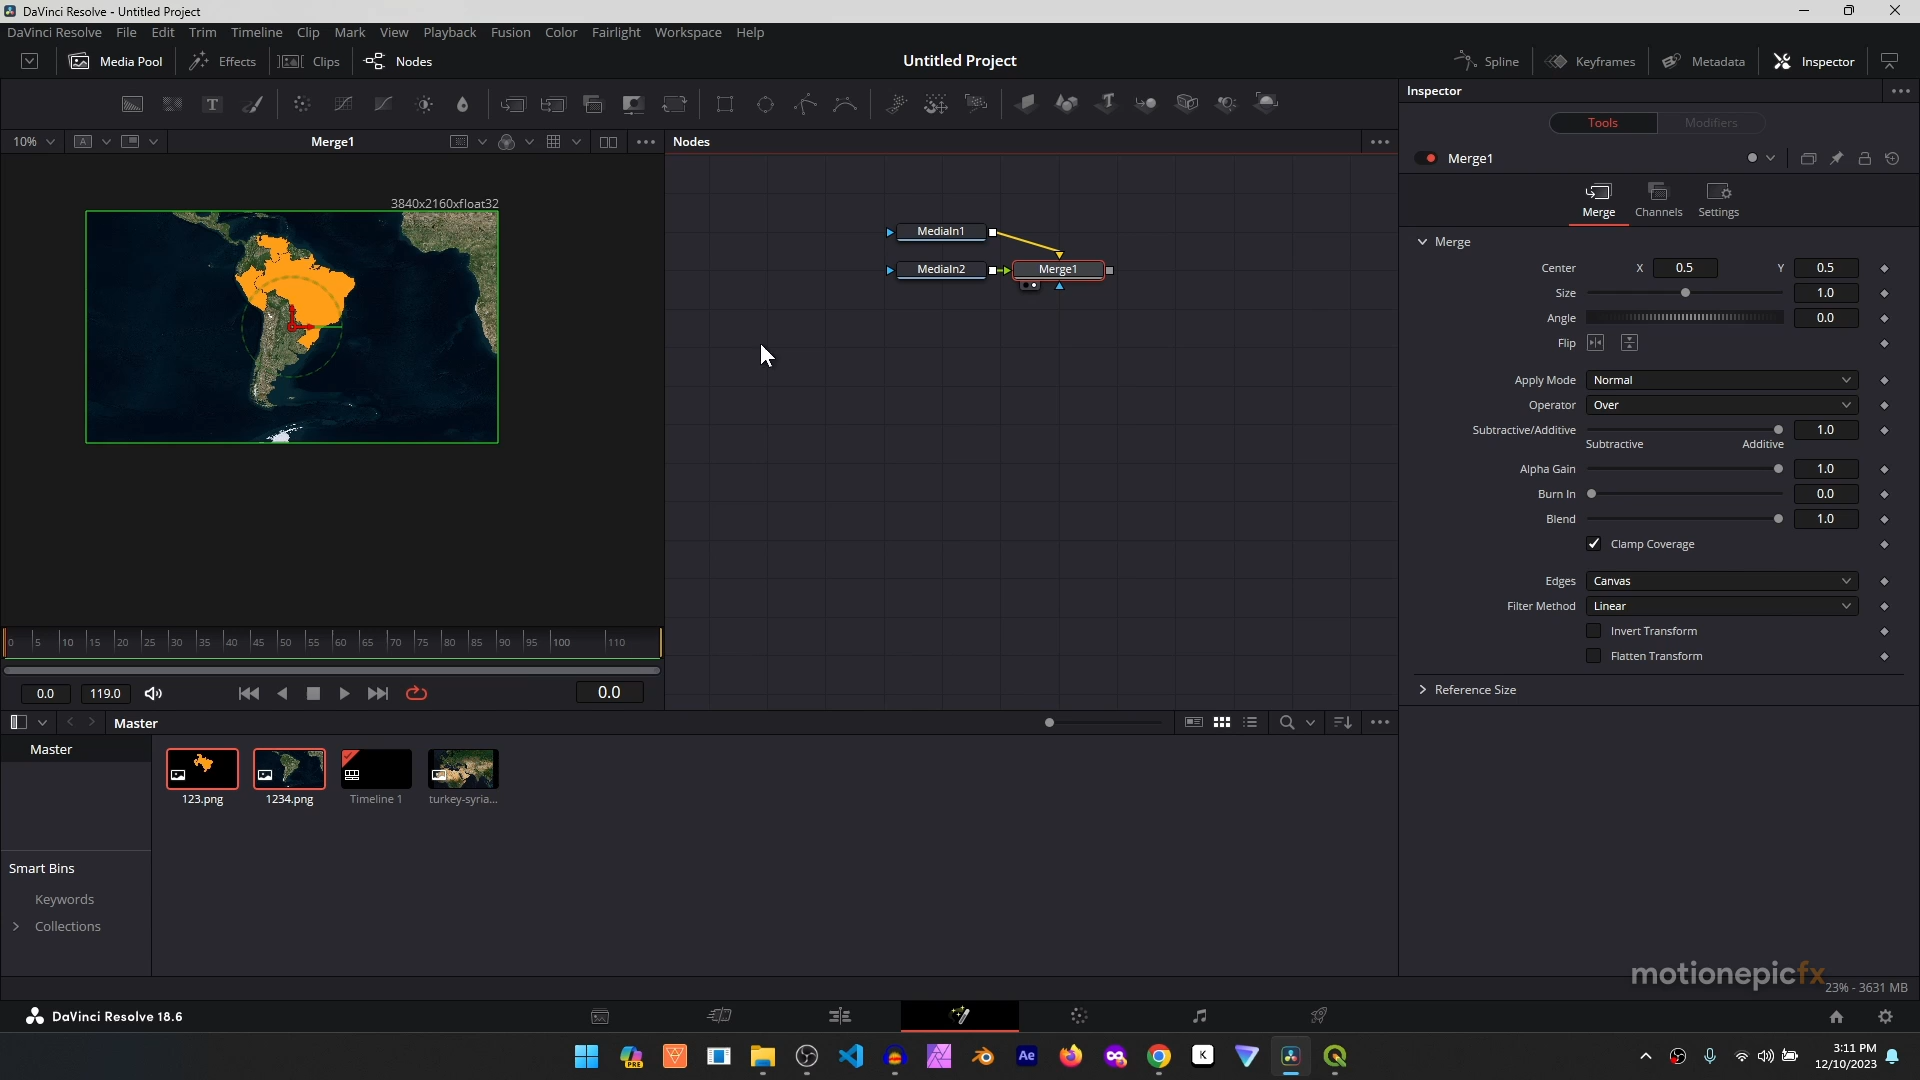 DaVinci Resolve - Untitled Project
DaVinci Resolve File Edit Trim Timeline Clip Mark View Playback Fusion Color Fairlight Workspace Help
Media Pool Effects Clips Nodes Untitled Project Spline Keyframes Metadata Inspector
Inspector
Tools Modifiers
10% A Merge1 Nodes
Merge1
3840x2160xfloat32
Merge Channels Settings
MediaIn1
MediaIn2 Merge1
Merge
Center X 0.5 Y 0.5
Size 1.0
Angle 0.0
Flip
Apply Mode Normal
Operator Over
Subtractive/Additive 1.0
Subtractive Additive
Alpha Gain 1.0
Burn In 0.0
Blend 1.0
Clamp Coverage
Edges Canvas
Filter Method Linear
Invert Transform
Flatten Transform
Reference Size
0 5 10 15 20 25 30 35 40 45 50 55 60 65 70 75 80 85 90 95 100 110
0.0 119.0 0.0
Master
Master
123.png 1234.png Timeline 1 turkey-syria...
Smart Bins
Keywords
Collections
motionepicfx
23% - 3631 MB
DaVinci Resolve 18.6
PRE Ae K
3:11 PM
12/10/2023